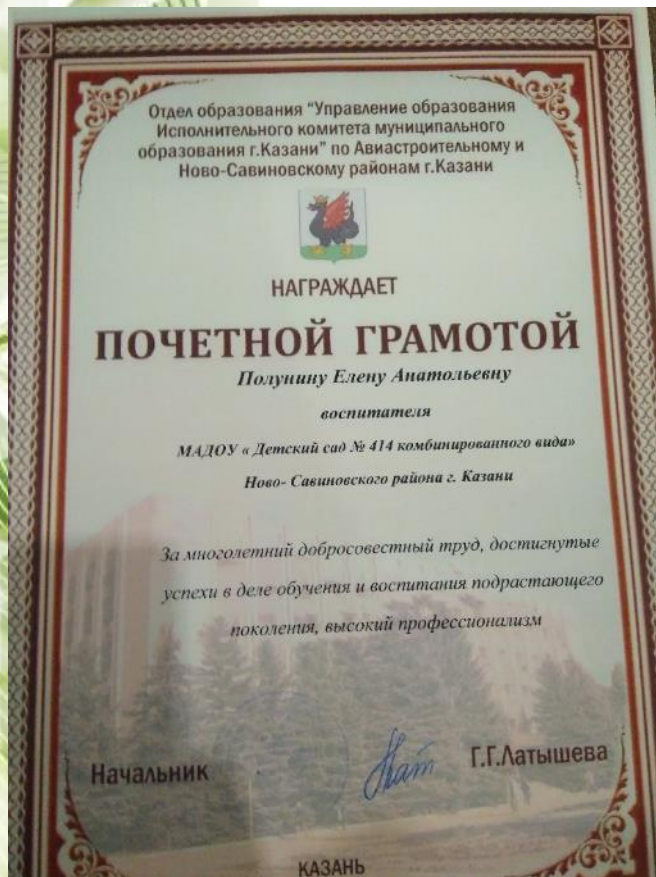 Отдел образования "Управление образования
Исполнительного комитета муниципального
образования г.Казани" по Авиастроительному и
Ново-Савиновскому районам г.Казани
НАГРАЖДАЕТ
ПОЧЕТНОЙ ГРАМОТОЙ
Полунину Елену Анатольевну
воспитателя
МАДОУ « Детский сад № 414 комбинированного вида»
Ново- Савиновского района г. Казани
За многолетний добросовестный труд, достигнутые
успехи в деле обучения и воспитания подрастающего
поколения, высокий профессионализм
Начальник Г.Г.Латышева
КАЗАНЬ